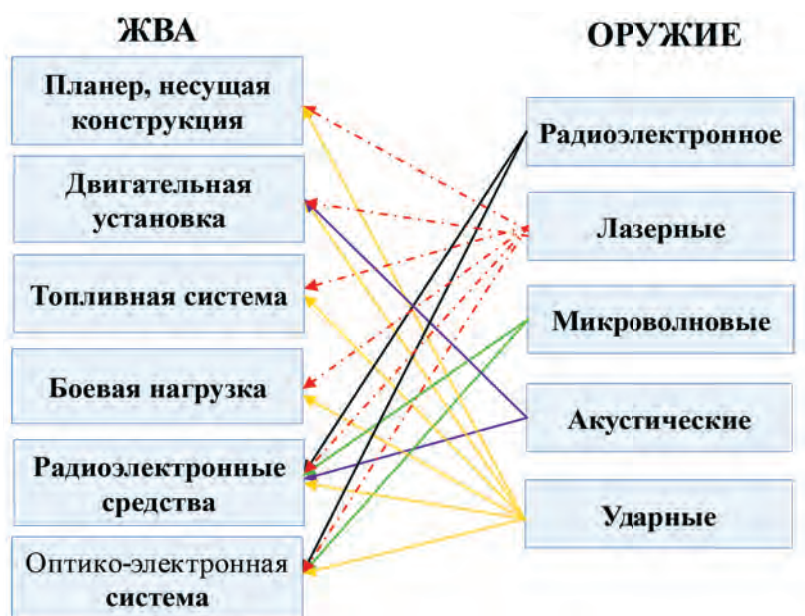 ЖВА
Планер, несущая
конструкция
Двигательная
установка
Топливная система
Боевая нагрузка
Радиоэлектронные
средства
Оптико-электронная
система
ОРУЖИЕ
Радиоэлектронное
Лазерные
Микроволновые
Акустические
Ударные